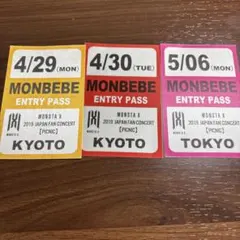 4/29(MON)
MONBEBE
ENTRY PASS
MONSTA X
2019 JAPAN FAN CONCERT
【PICNIC】
KYOTO
4/30(TUE)
MONBEBE
ENTRY PASS
MONSTA X
2019 JAPAN FAN CONCERT
【PICNIC】
KYOTO
5/06(MON)
MONBEBE
ENTRY PASS
MONSTA X
2019 JAPAN FAN CONCERT
【PICNIC】
TOKYO